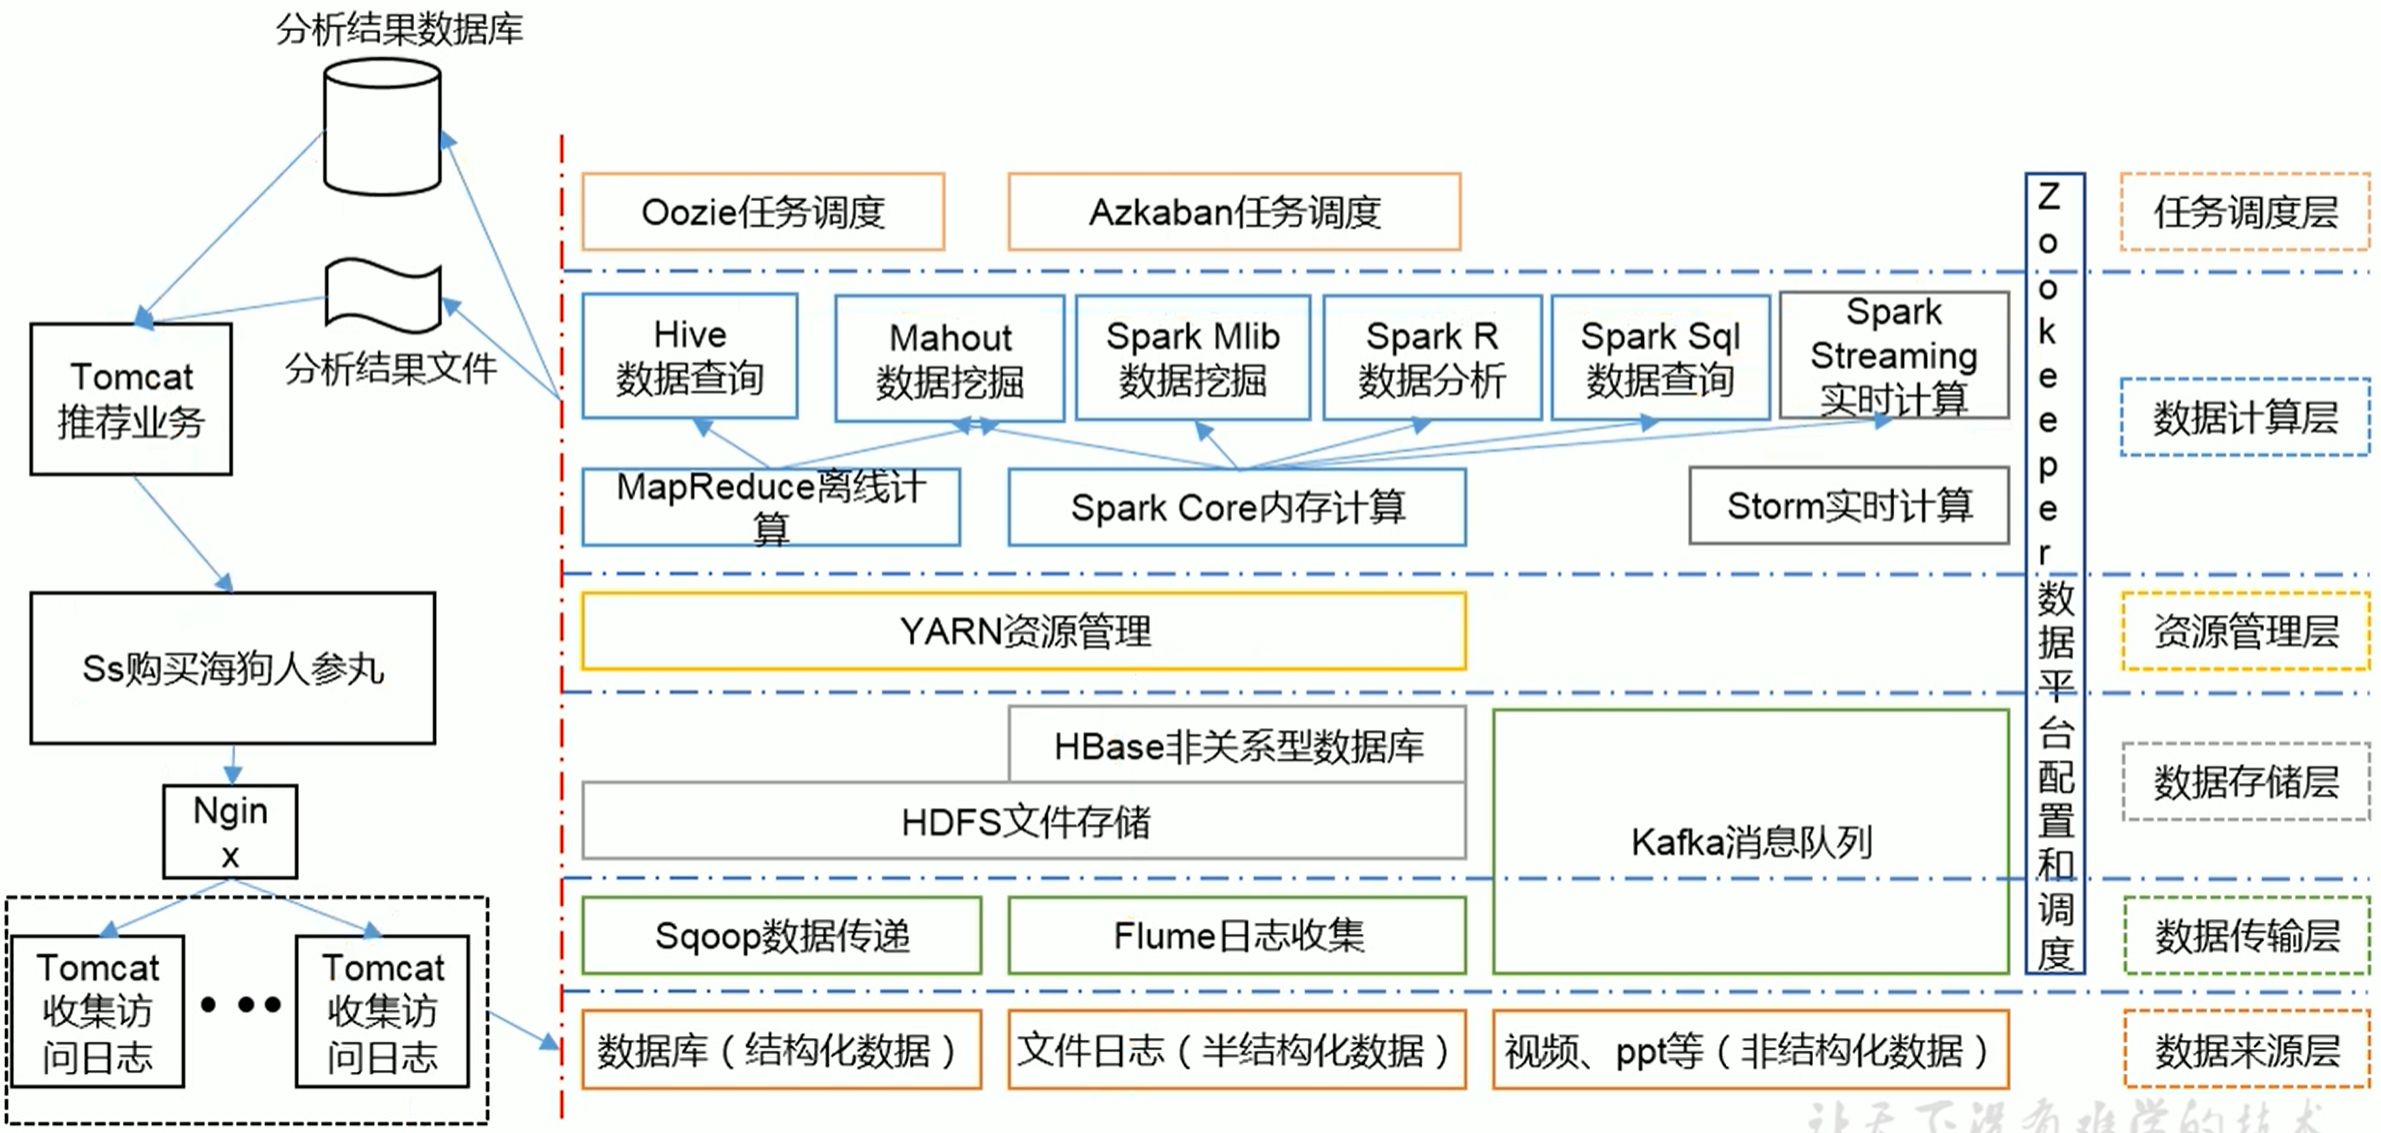 分析结果数据库
分析结果文件
Tomcat
推荐业务
Ss购买海狗人参丸
Ngin
x
Tomcat
收集访
问日志
Tomcat
收集访
问日志
Oozie任务调度
Azkaban任务调度
任务调度层
Hive
数据查询
Mahout
数据挖掘
Spark Mlib
数据挖掘
Spark R
数据分析
Spark Sql
数据查询
Spark
Streaming
实时计算
数据计算层
MapReduce离线计
算
Spark Core内存计算
Storm实时计算
YARN资源管理
资源管理层
HBase非关系型数据库
HDFS文件存储
Kafka消息队列
数据存储层
Sqoop数据传递
Flume日志收集
数据传输层
数据库（结构化数据）
文件日志（半结构化数据）
视频、ppt等（非结构化数据）
数据来源层
Zookeeper数据平台配置和调度
让天下没有难学的技术